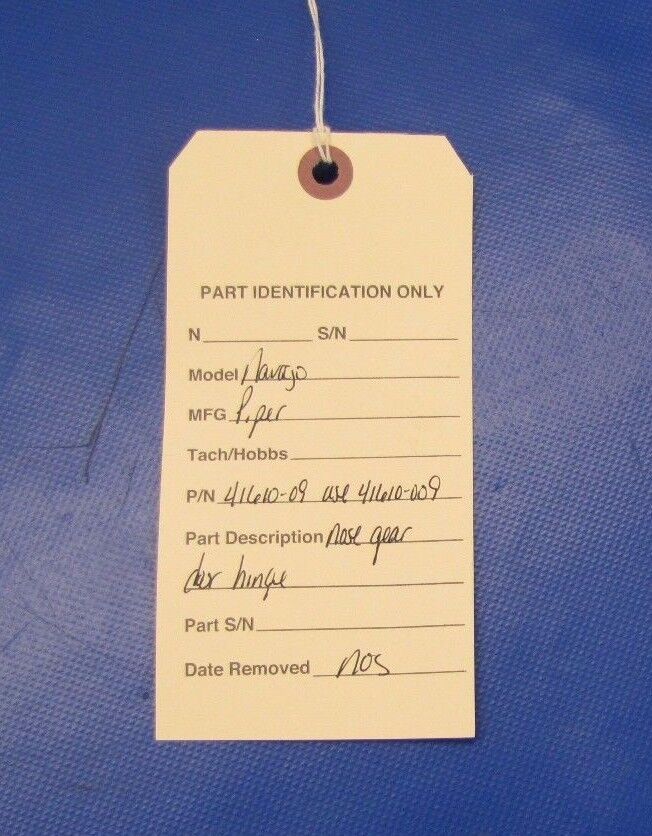 PART IDENTIFICATION ONLY
N S/N
Model Navajo
MFG Piper
Tach/Hobbs
P/N 41610-09 use 41610-009
Part Description Nose gear
door hinge
Part S/N
Date Removed NOS